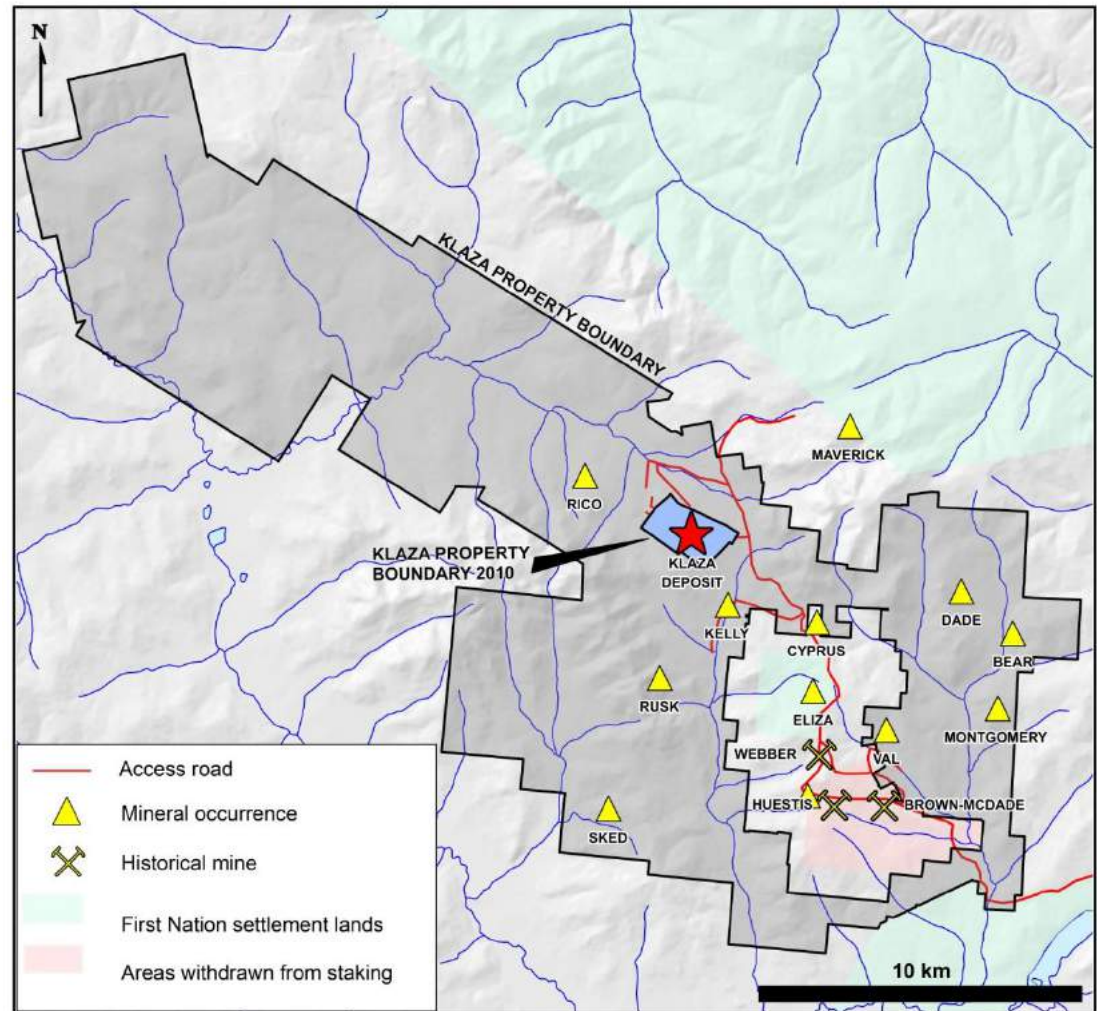 N
KLAZA PROPERTY BOUNDARY
MAVERICK
RICO
KLAZA PROPERTY
BOUNDARY 2010
KLAZA
DEPOSIT
DADE
KELLY
CYPRUS
BEAR
RUSK
ELIZA
MONTGOMERY
WEBBER
VAL
HUESTIS
BROWN-MCDADE
SKED
Access road
Mineral occurrence
Historical mine
First Nation settlement lands
Areas withdrawn from staking
10 km